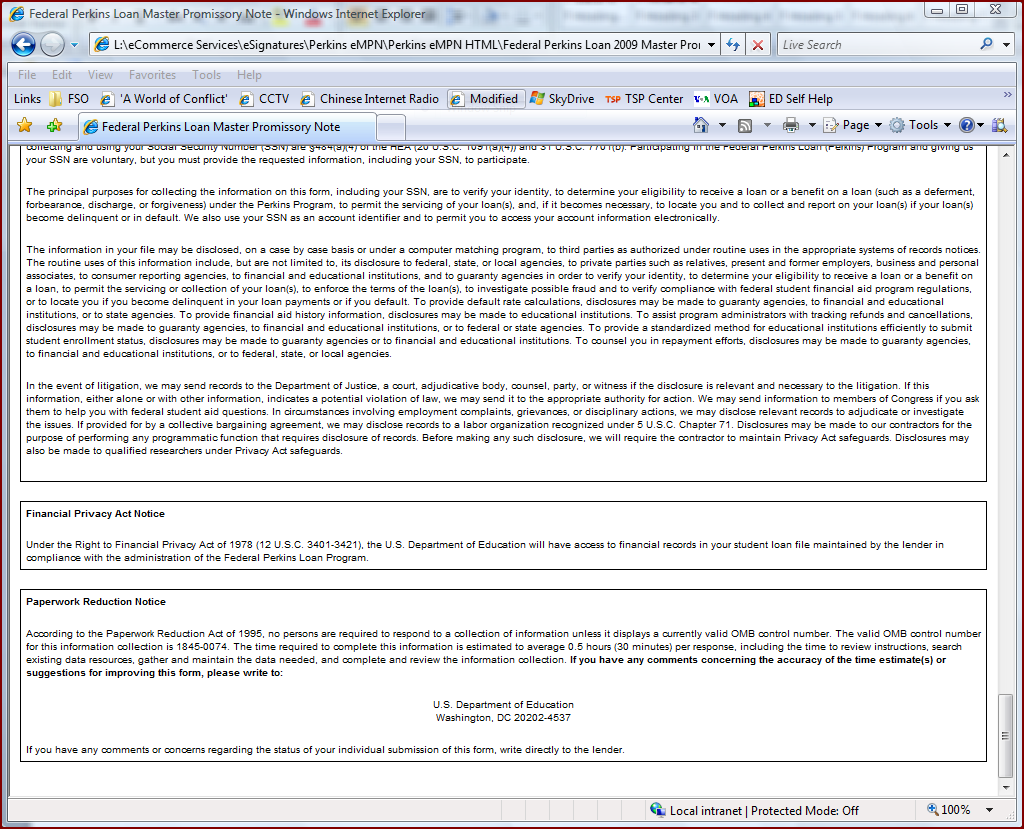 Federal Perkins Loan Master Promissory Note - Windows Internet Explorer
L:\eCommerce Services\eSignatures\Perkins eMPN\Perkins eMPN HTML\Federal Perkins Loan 2009 Master Pror
Live Search
File Edit View Favorites Tools Help
Links FSO 'A World of Conflict' CCTV Chinese Internet Radio Modified SkyDrive TSP TSP Center VOA VOA ED Self Help
Federal Perkins Loan Master Promissory Note
Page Tools
collecting and using your Social Security Number (SSN) are §484(a)(4) of the HEA (20 U.S.C. 1091(a)(4)) and 31 U.S.C. 7701(b). Participating in the Federal Perkins Loan (Perkins) Program and giving us
your SSN are voluntary, but you must provide the requested information, including your SSN, to participate.
The principal purposes for collecting the information on this form, including your SSN, are to verify your identity, to determine your eligibility to receive a loan or a benefit on a loan (such as a deferment,
forbearance, discharge, or forgiveness) under the Perkins Program, to permit the servicing of your loan(s), and, if it becomes necessary, to locate you and to collect and report on your loan(s) if your loan(s)
become delinquent or in default. We also use your SSN as an account identifier and to permit you to access your account information electronically.
The information in your file may be disclosed, on a case by case basis or under a computer matching program, to third parties as authorized under routine uses in the appropriate systems of records notices.
The routine uses of this information include, but are not limited to, its disclosure to federal, state, or local agencies, to private parties such as relatives, present and former employers, business and personal
associates, to consumer reporting agencies, to financial and educational institutions, and to guaranty agencies in order to verify your identity, to determine your eligibility to receive a loan or a benefit on
a loan, to permit the servicing or collection of your loan(s), to enforce the terms of the loan(s), to investigate possible fraud and to verify compliance with federal student financial aid program regulations,
or to locate you if you become delinquent in your loan payments or if you default. To provide default rate calculations, disclosures may be made to guaranty agencies, to financial and educational
institutions, or to state agencies. To provide financial aid history information, disclosures may be made to educational institutions. To assist program administrators with tracking refunds and cancellations,
disclosures may be made to guaranty agencies, to financial and educational institutions, or to federal or state agencies. To provide a standardized method for educational institutions efficiently to submit
student enrollment status, disclosures may be made to guaranty agencies or to financial and educational institutions. To counsel you in repayment efforts, disclosures may be made to guaranty agencies,
to financial and educational institutions, or to federal, state, or local agencies.
In the event of litigation, we may send records to the Department of Justice, a court, adjudicative body, counsel, party, or witness if the disclosure is relevant and necessary to the litigation. If this
information, either alone or with other information, indicates a potential violation of law, we may send it to the appropriate authority for action. We may send information to members of Congress if you ask
them to help you with federal student aid questions. In circumstances involving employment complaints, grievances, or disciplinary actions, we may disclose relevant records to adjudicate or investigate
the issues. If provided for by a collective bargaining agreement, we may disclose records to a labor organization recognized under 5 U.S.C. Chapter 71. Disclosures may be made to our contractors for the
purpose of performing any programmatic function that requires disclosure of records. Before making any such disclosure, we will require the contractor to maintain Privacy Act safeguards. Disclosures may
also be made to qualified researchers under Privacy Act safeguards.
Financial Privacy Act Notice
Under the Right to Financial Privacy Act of 1978 (12 U.S.C. 3401-3421), the U.S. Department of Education will have access to financial records in your student loan file maintained by the lender in
compliance with the administration of the Federal Perkins Loan Program.
Paperwork Reduction Notice
According to the Paperwork Reduction Act of 1995, no persons are required to respond to a collection of information unless it displays a currently valid OMB control number. The valid OMB control number
for this information collection is 1845-0074. The time required to complete this information is estimated to average 0.5 hours (30 minutes) per response, including the time to review instructions, search
existing data resources, gather and maintain the data needed, and complete and review the information collection. If you have any comments concerning the accuracy of the time estimate(s) or
suggestions for improving this form, please write to:
U.S. Department of Education
Washington, DC 20202-4537
If you have any comments or concerns regarding the status of your individual submission of this form, write directly to the lender.
Local intranet | Protected Mode: Off
100%